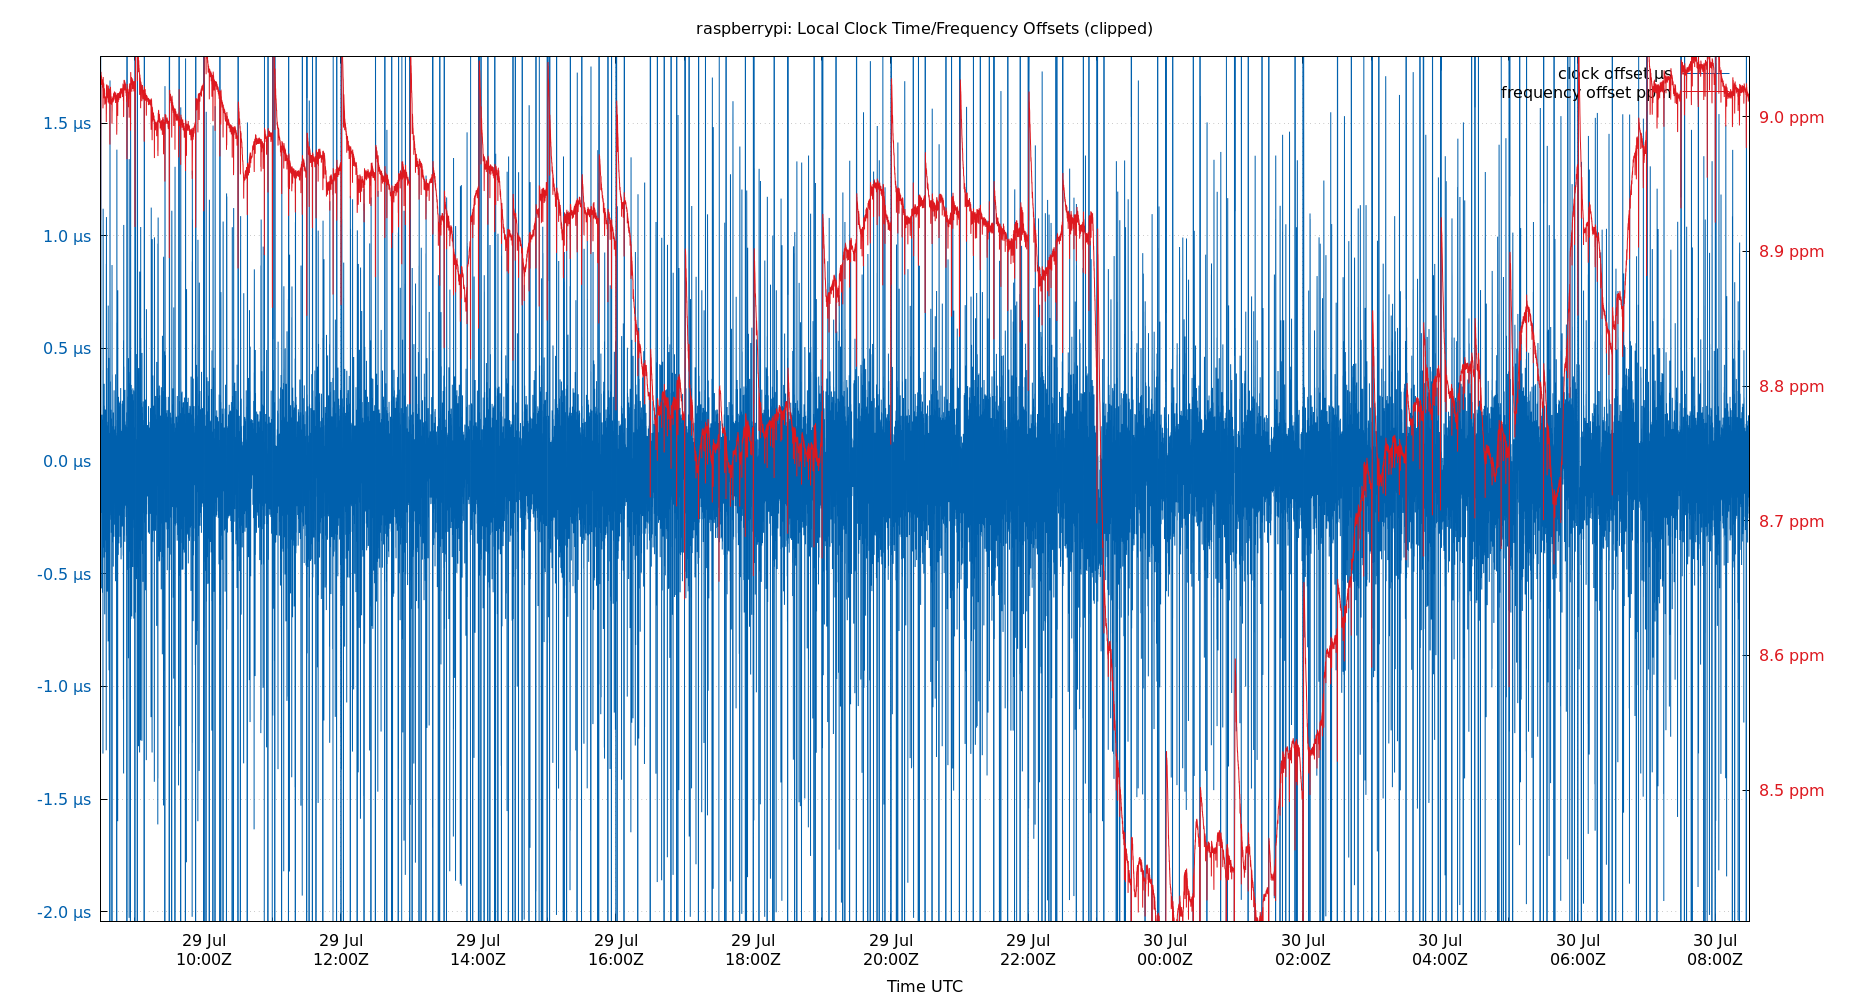 raspberrypi: Local Clock Time/Frequency Offsets (clipped)
clock offset µs
frequency offset ppm
1.5 µs
1.0 µs
0.5 µs
0.0 µs
-0.5 µs
-1.0 µs
-1.5 µs
-2.0 µs
9.0 ppm
8.9 ppm
8.8 ppm
8.7 ppm
8.6 ppm
8.5 ppm
29 Jul
10:00Z
29 Jul
12:00Z
29 Jul
14:00Z
29 Jul
16:00Z
29 Jul
18:00Z
29 Jul
20:00Z
29 Jul
22:00Z
30 Jul
00:00Z
30 Jul
02:00Z
30 Jul
04:00Z
30 Jul
06:00Z
30 Jul
08:00Z
Time UTC